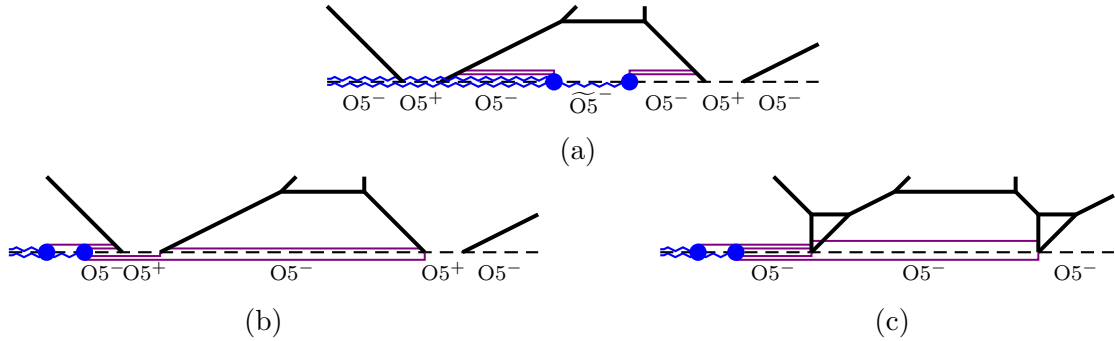 O5⁻ O5⁺ O5⁻ Õ5⁻ O5⁻ O5⁺ O5⁻
(a)
O5⁻ O5⁺ O5⁻ O5⁺ O5⁻
(b)
O5⁻ O5⁻ O5⁻
(c)